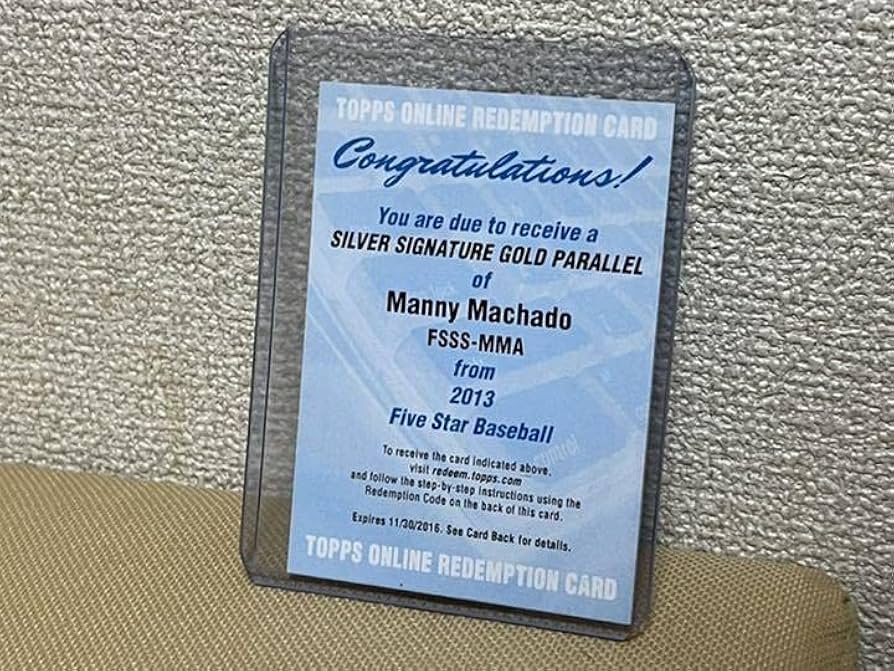 TOPPS ONLINE REDEMPTION CARD
Congratulations!
You are due to receive a
SILVER SIGNATURE GOLD PARALLEL
of
Manny Machado
FSSS-MMA
from
2013
Five Star Baseball
To receive the card indicated above,
visit redeem.topps.com
and follow the step-by-step instructions using the
Redemption Code on the back of this card.
Expires 11/30/2016. See Card Back for details.
TOPPS ONLINE REDEMPTION CARD